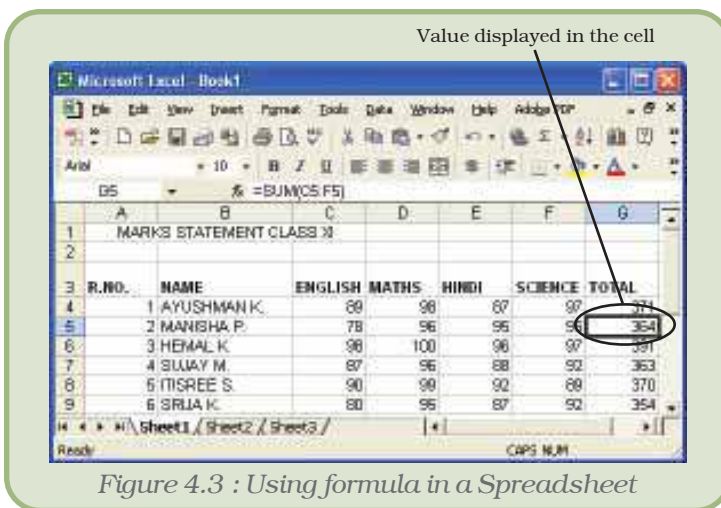 Value displayed in the cell
Microsoft Excel - Book1
File Edit View Insert Format Tools Data Window Help Adobe PDF
Arial 10 B I U
G5 fx =SUM(C5:F5)
A B C D E F G
1 MARKS STATEMENT CLASS XI
2
3 R.NO. NAME ENGLISH MATHS HINDI SCIENCE TOTAL
4 1 AYUSHMAN K. 89 98 87 97 371
5 2 MANISHA P. 78 96 95 95 364
6 3 HEMAL K. 98 100 96 97 391
7 4 SUJAY M. 87 96 88 92 363
8 5 ITISREE S. 90 99 92 89 370
9 6 SRIJA K. 80 95 87 92 354
Sheet1 / Sheet2 / Sheet3 /
Ready CAPS NUM
Figure 4.3 : Using formula in a Spreadsheet